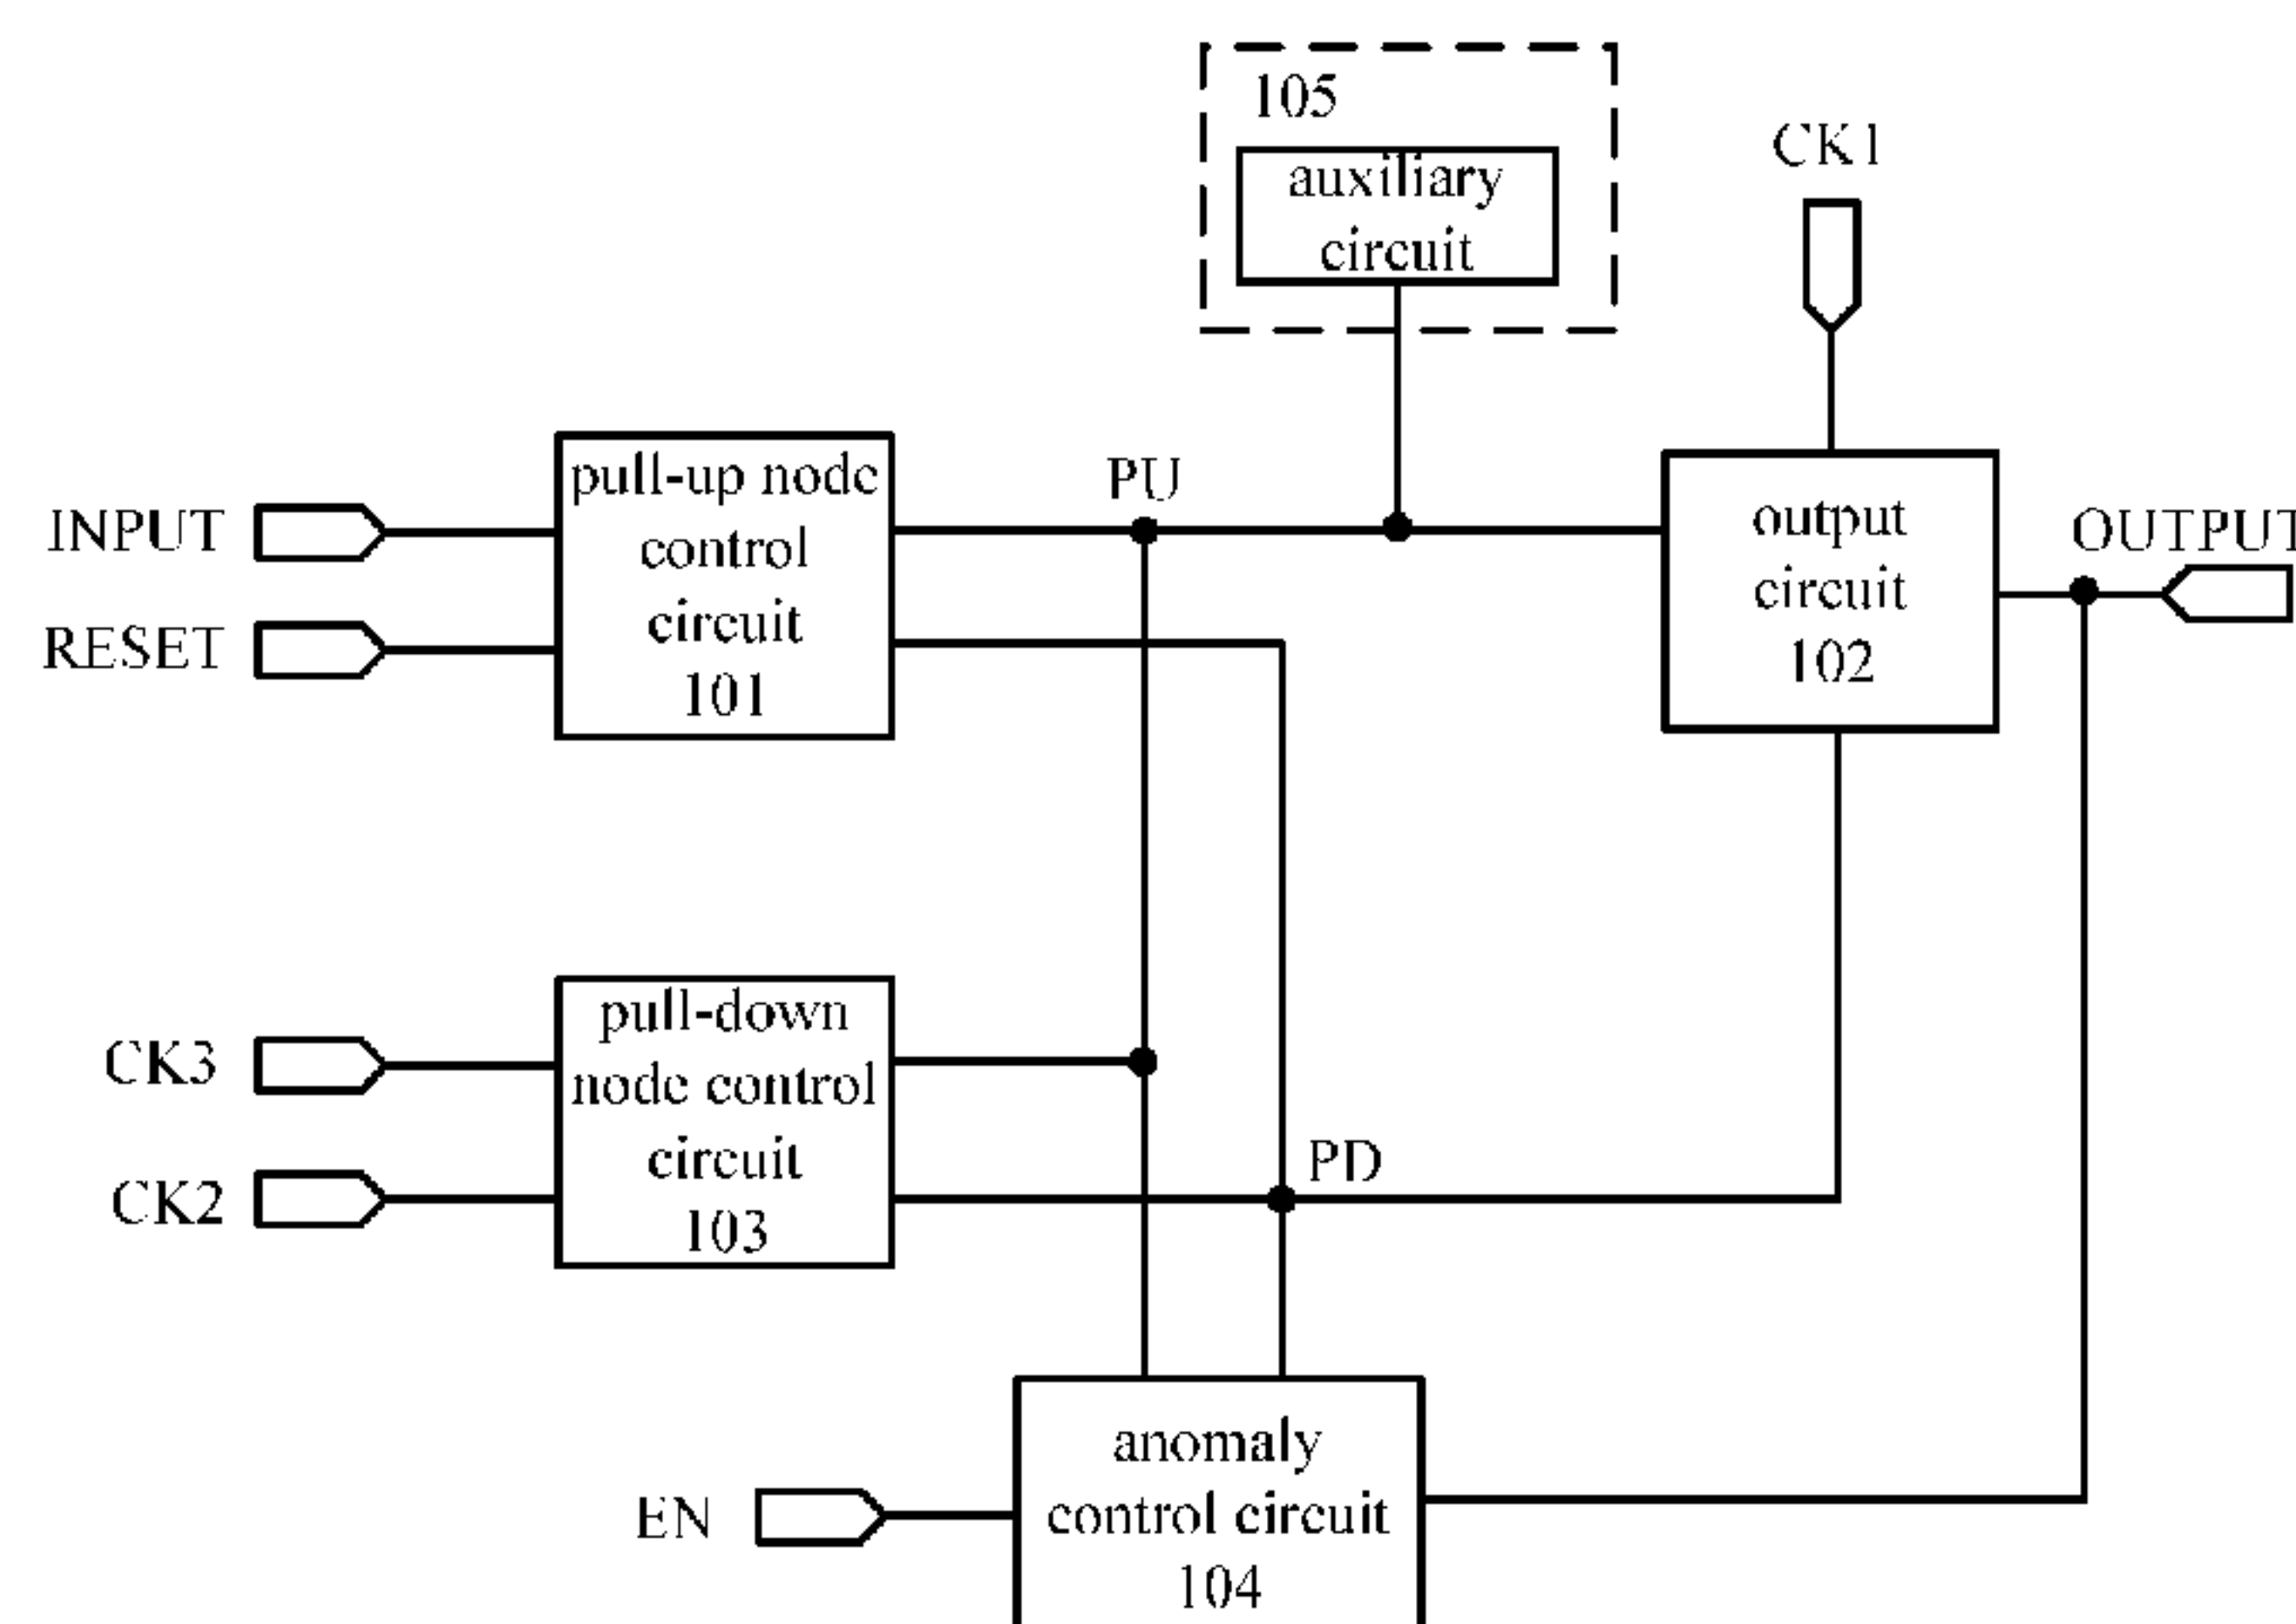 105
auxiliary
circuit
CK1
INPUT
RESET
pull-up node
control
circuit
101
PU
output
circuit
102
OUTPUT
CK3
CK2
pull-down
node control
circuit
103
PD
EN
anomaly
control circuit
104